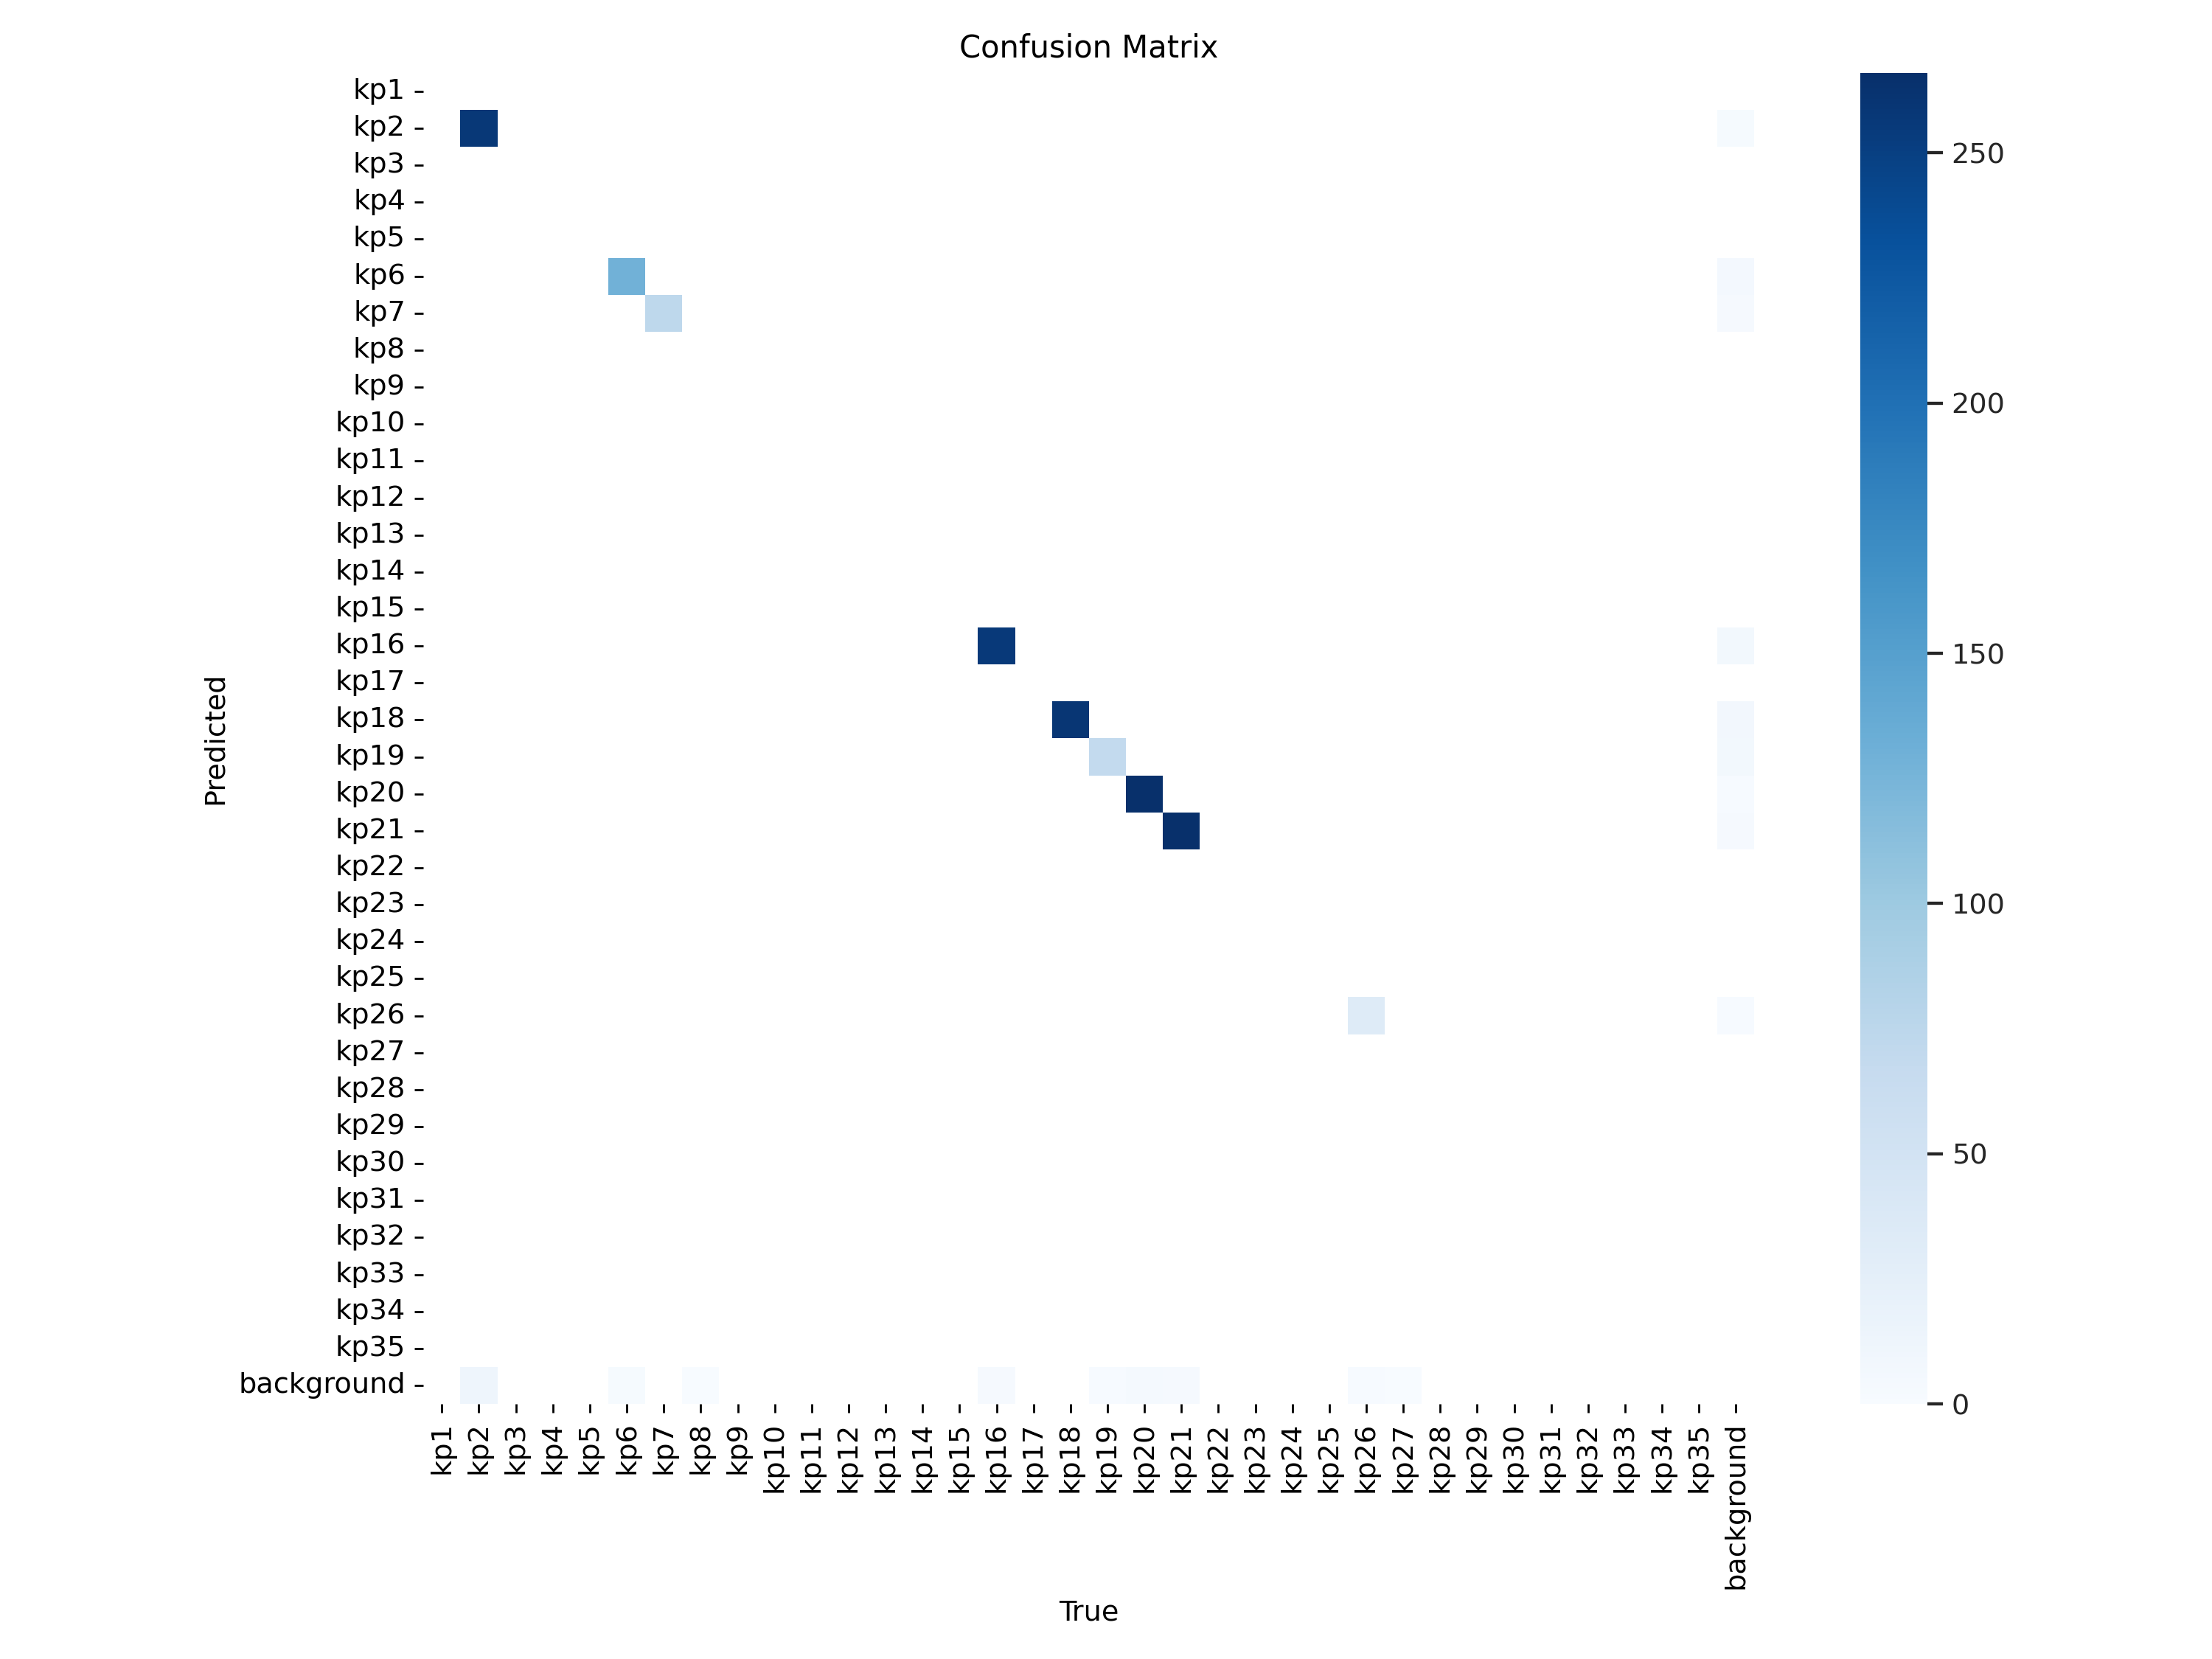 Confusion Matrix
kp1
kp2
kp3
kp4
kp5
kp6
kp7
kp8
kp9
kp10
kp11
kp12
kp13
kp14
kp15
kp16
kp17
kp18
kp19
kp20
kp21
kp22
kp23
kp24
kp25
kp26
kp27
kp28
kp29
kp30
kp31
kp32
kp33
kp34
kp35
background
Predicted
kp1
kp2
kp3
kp4
kp5
kp6
kp7
kp8
kp9
kp10
kp11
kp12
kp13
kp14
kp15
kp16
kp17
kp18
kp19
kp20
kp21
kp22
kp23
kp24
kp25
kp26
kp27
kp28
kp29
kp30
kp31
kp32
kp33
kp34
kp35
background
True
250
200
150
100
50
0